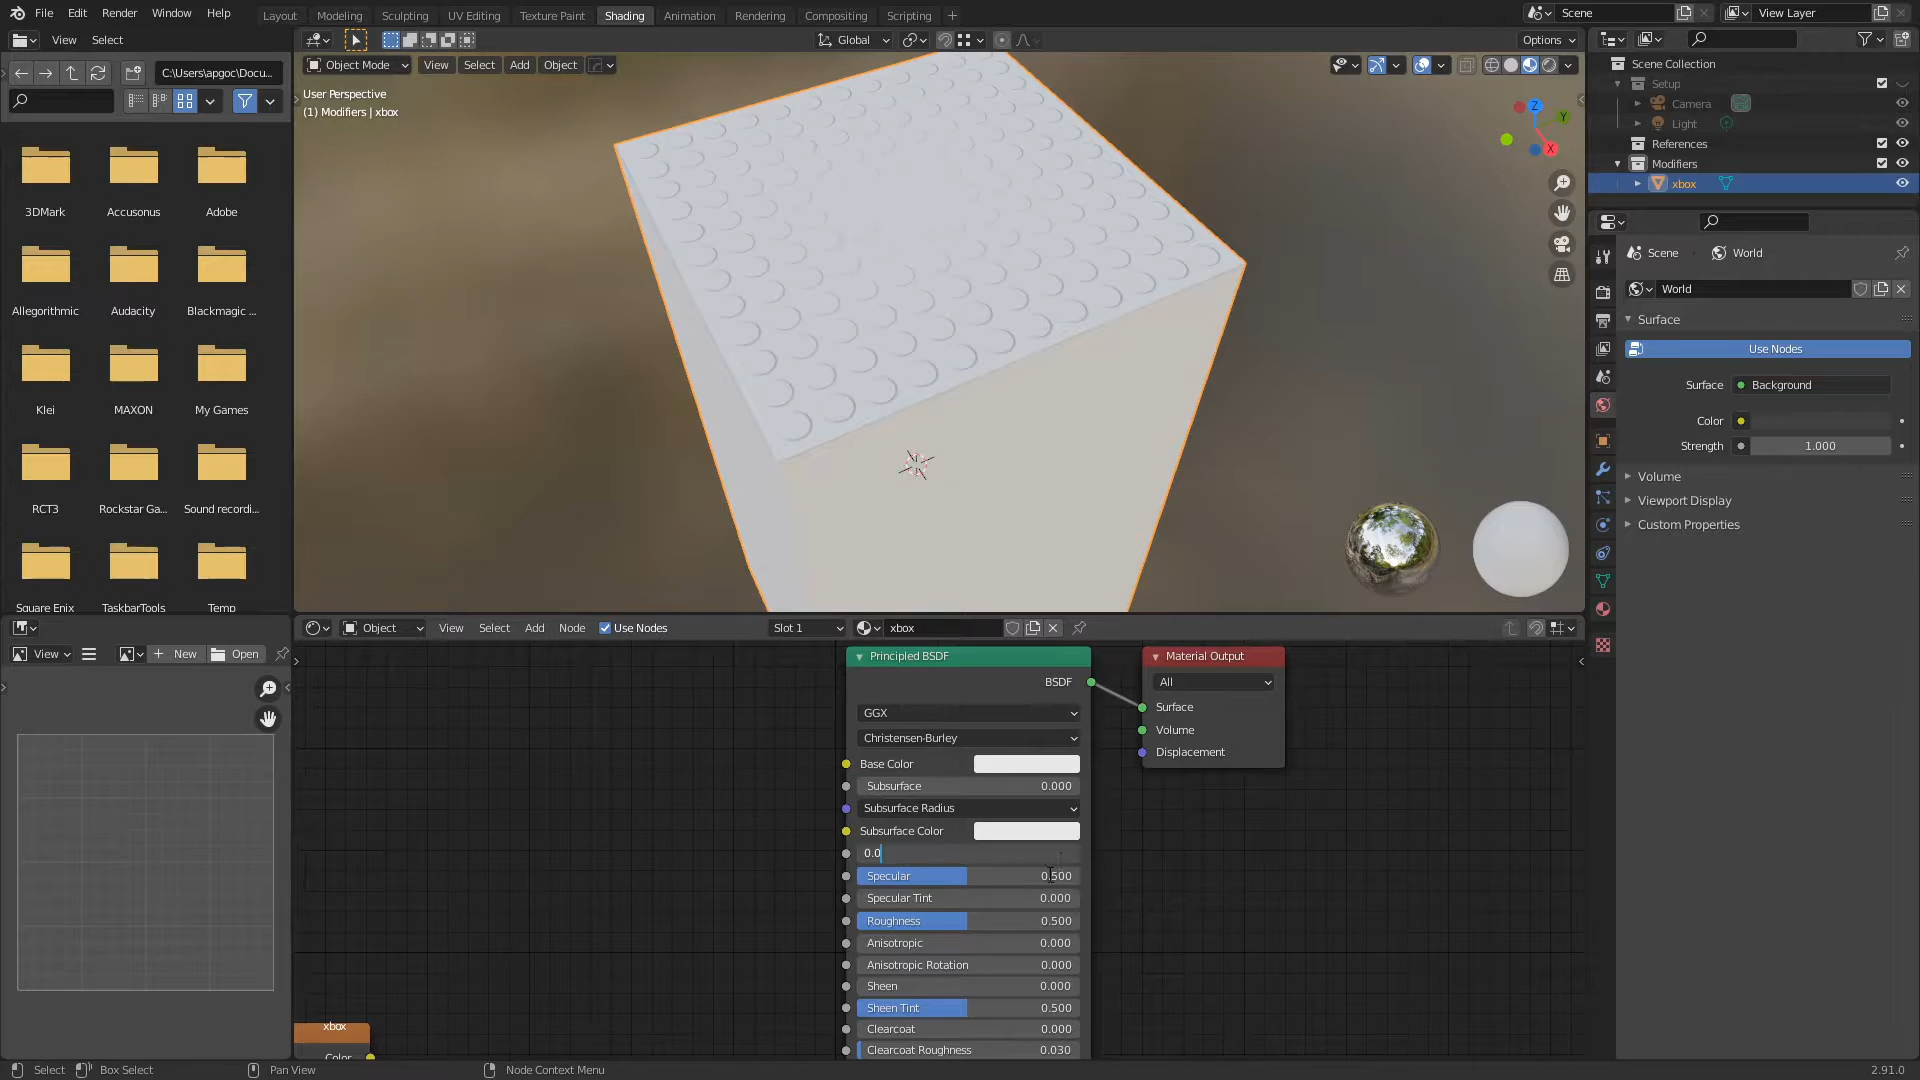 File Edit Render Window Help
Layout Modeling Sculpting UV Editing Texture Paint Shading Animation Rendering Compositing Scripting +
Scene
View Layer
View Select
Global
Options
C:\Users\apgoc\Docu...
Object Mode View Select Add Object
User Perspective
(1) Modifiers | xbox
Z
Y
X
3DMark Accusonus Adobe
Allegorithmic Audacity Blackmagic ...
Klei MAXON My Games
RCT3 Rockstar Ga... Sound recordi...
Square Enix TaskbarTools Temp
Scene Collection
Setup
Camera
Light
References
Modifiers
xbox
Scene World
World
Surface
Use Nodes
Surface Background
Color
Strength 1.000
Volume
Viewport Display
Custom Properties
View New Open
Object View Select Add Node Use Nodes Slot 1 xbox
Principled BSDF
BSDF
GGX
Christensen-Burley
Base Color
Subsurface 0.000
Subsurface Radius
Subsurface Color
0.0
Specular 0.500
Specular Tint 0.000
Roughness 0.500
Anisotropic 0.000
Anisotropic Rotation 0.000
Sheen 0.000
Sheen Tint 0.500
Clearcoat 0.000
Clearcoat Roughness 0.030
Material Output
All
Surface
Volume
Displacement
xbox
Color
Select Box Select Pan View Node Context Menu 2.91.0